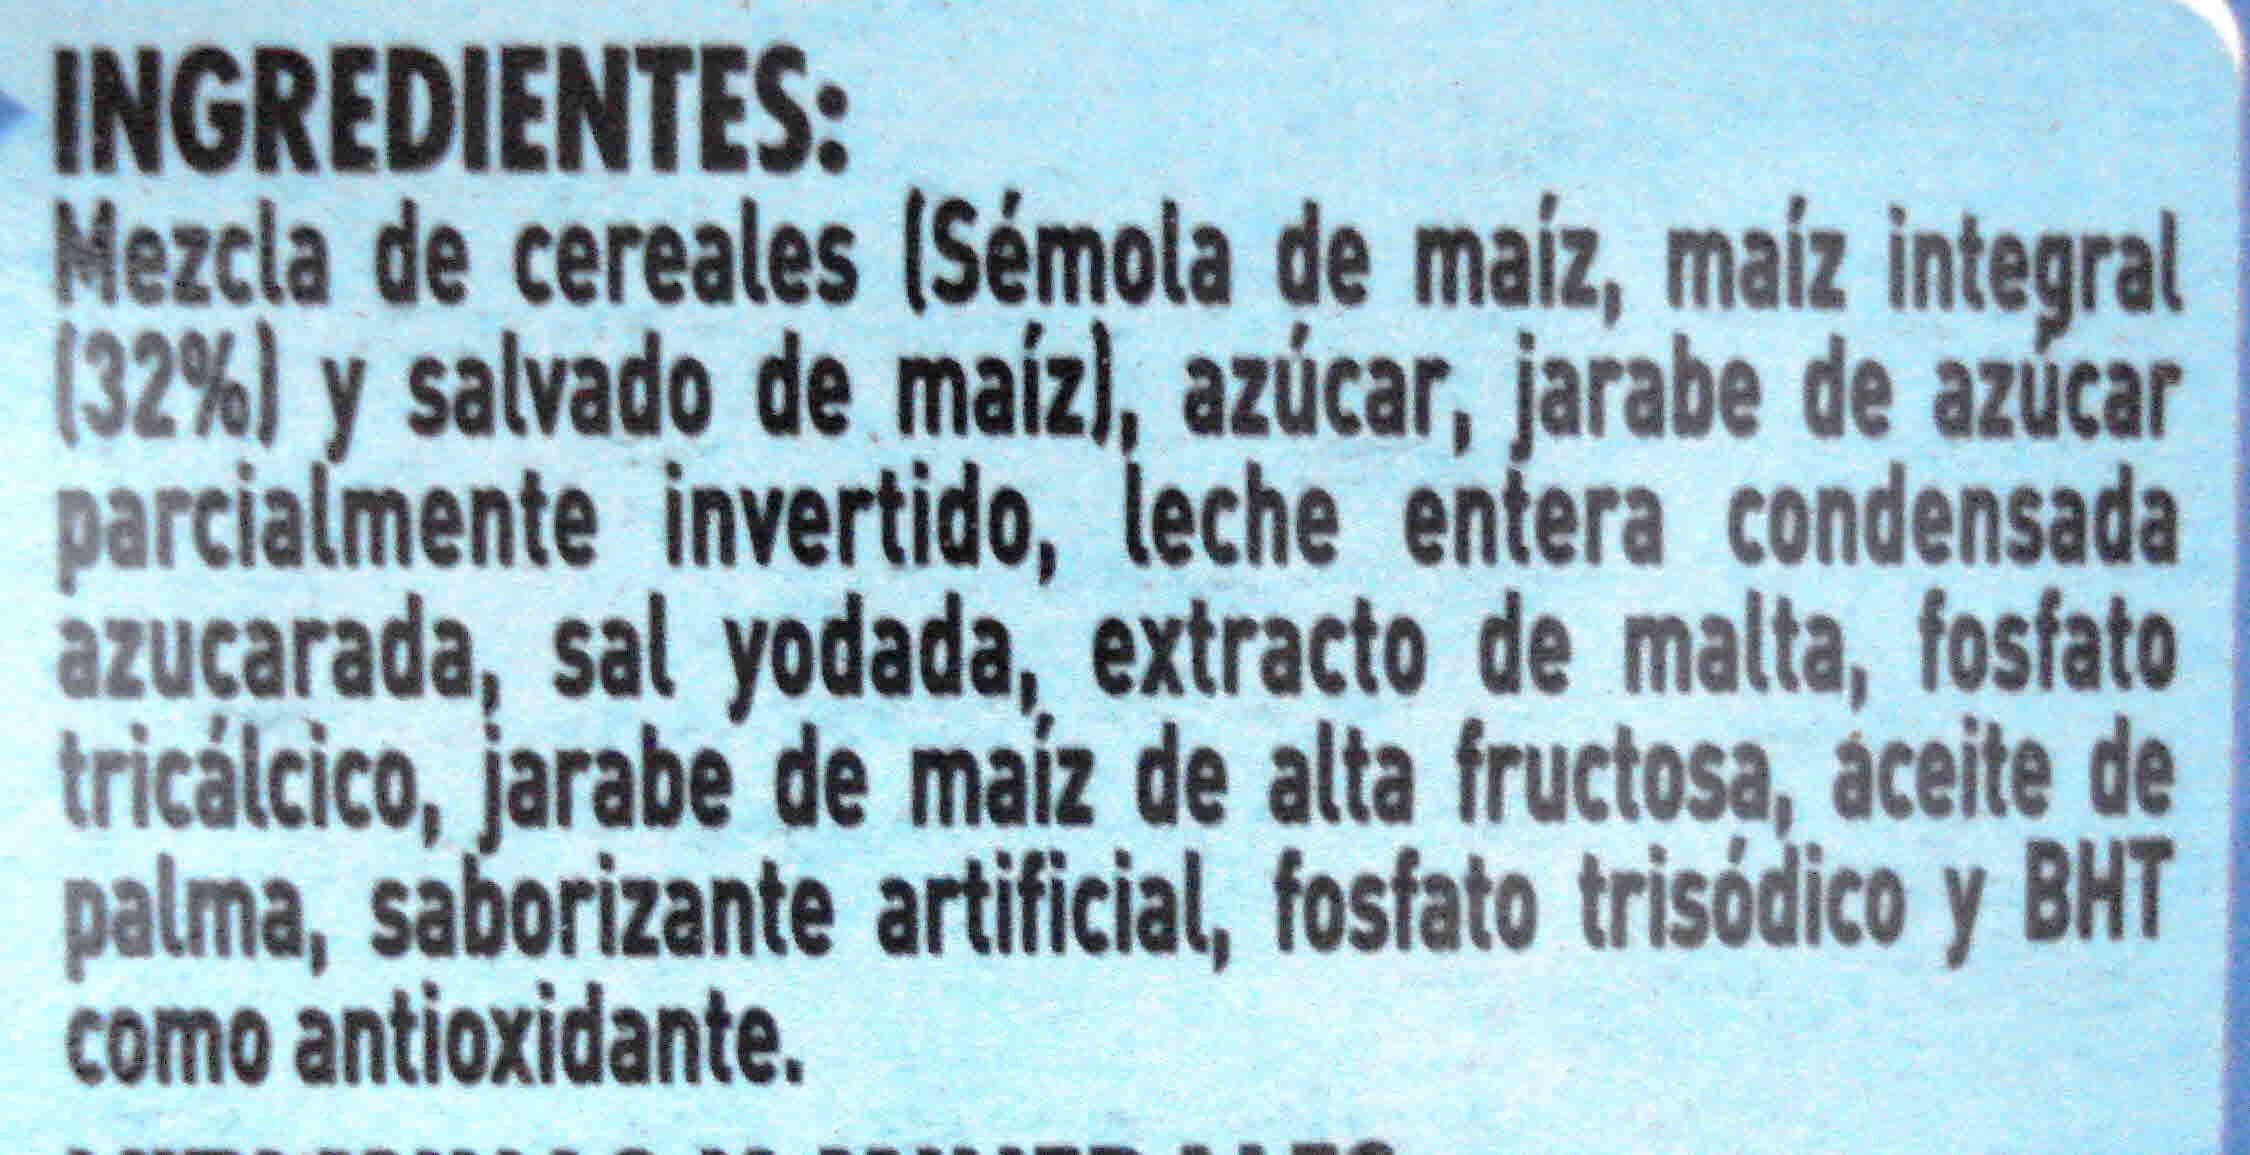 INGREDIENTES:
Mezcla de cereales (Sémola de maíz, maíz integral
(32%) y salvado de maíz), azúcar, jarabe de azúcar
parcialmente invertido, leche entera condensada
azucarada, sal yodada, extracto de malta, fosfato
tricálcico, jarabe de maíz de alta fructosa, aceite de
palma, saborizante artificial, fosfato trisódico y BHT
como antioxidante.